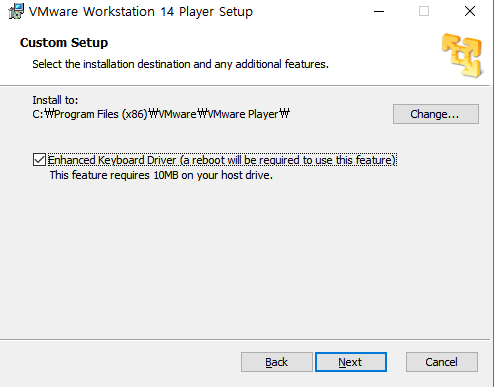 VMware Workstation 14 Player Setup
Custom Setup
Select the installation destination and any additional features.
Install to:
C:₩Program Files (x86)₩VMware₩VMware Player₩
Change...
Enhanced Keyboard Driver (a reboot will be required to use this feature)
This feature requires 10MB on your host drive.
Back Next Cancel